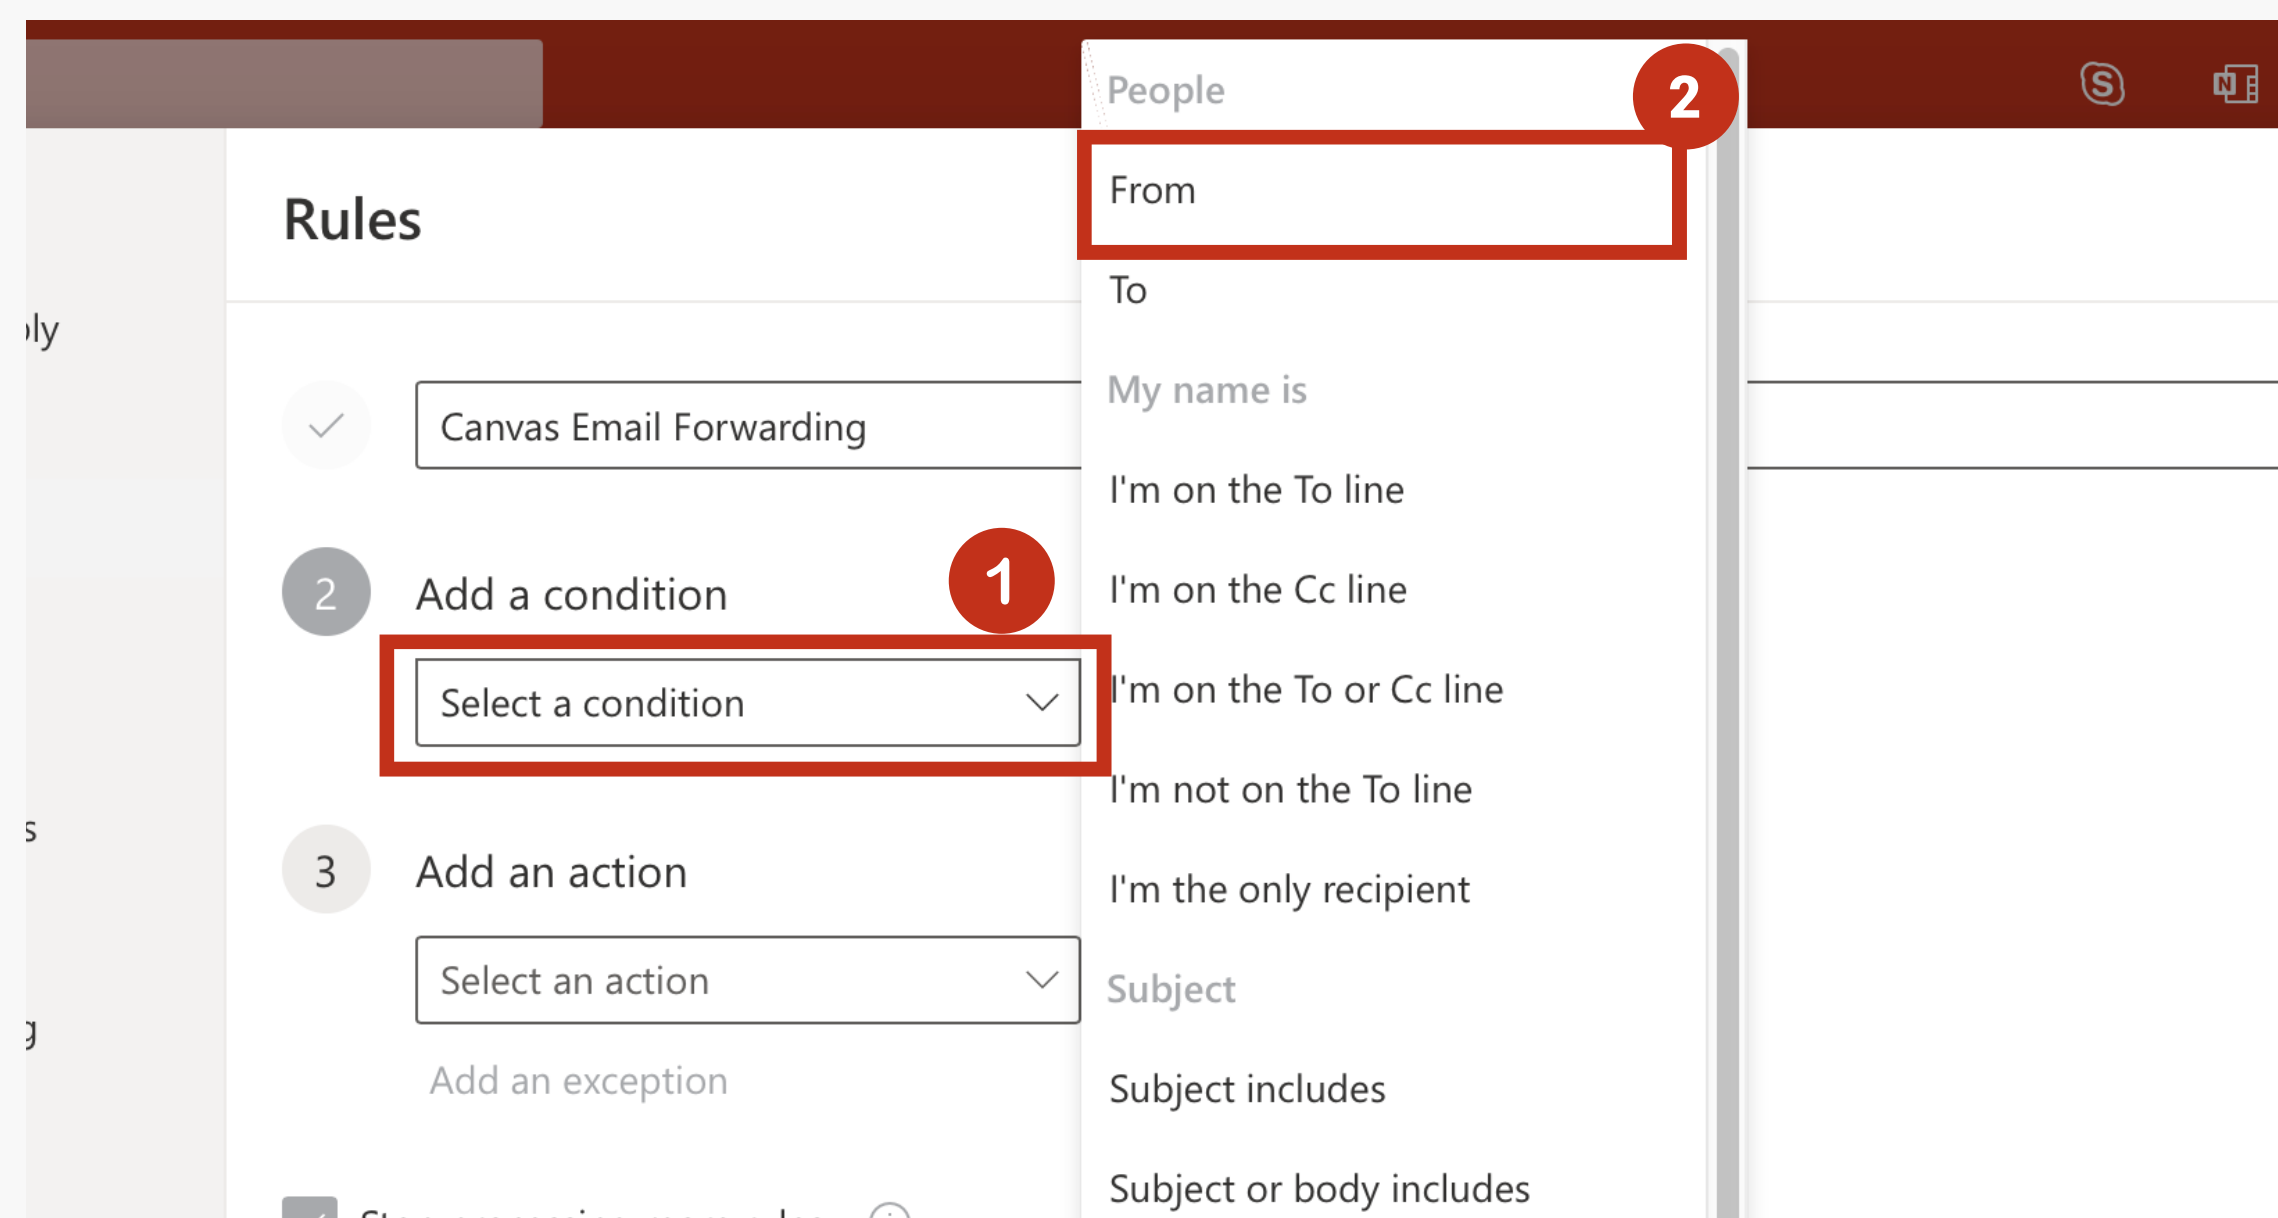 Rules
Canvas Email Forwarding
2
Add a condition
1
Select a condition
3
Add an action
Select an action
Add an exception
People
2
From
To
My name is
I'm on the To line
I'm on the Cc line
I'm on the To or Cc line
I'm not on the To line
I'm the only recipient
Subject
Subject includes
Subject or body includes
S
N